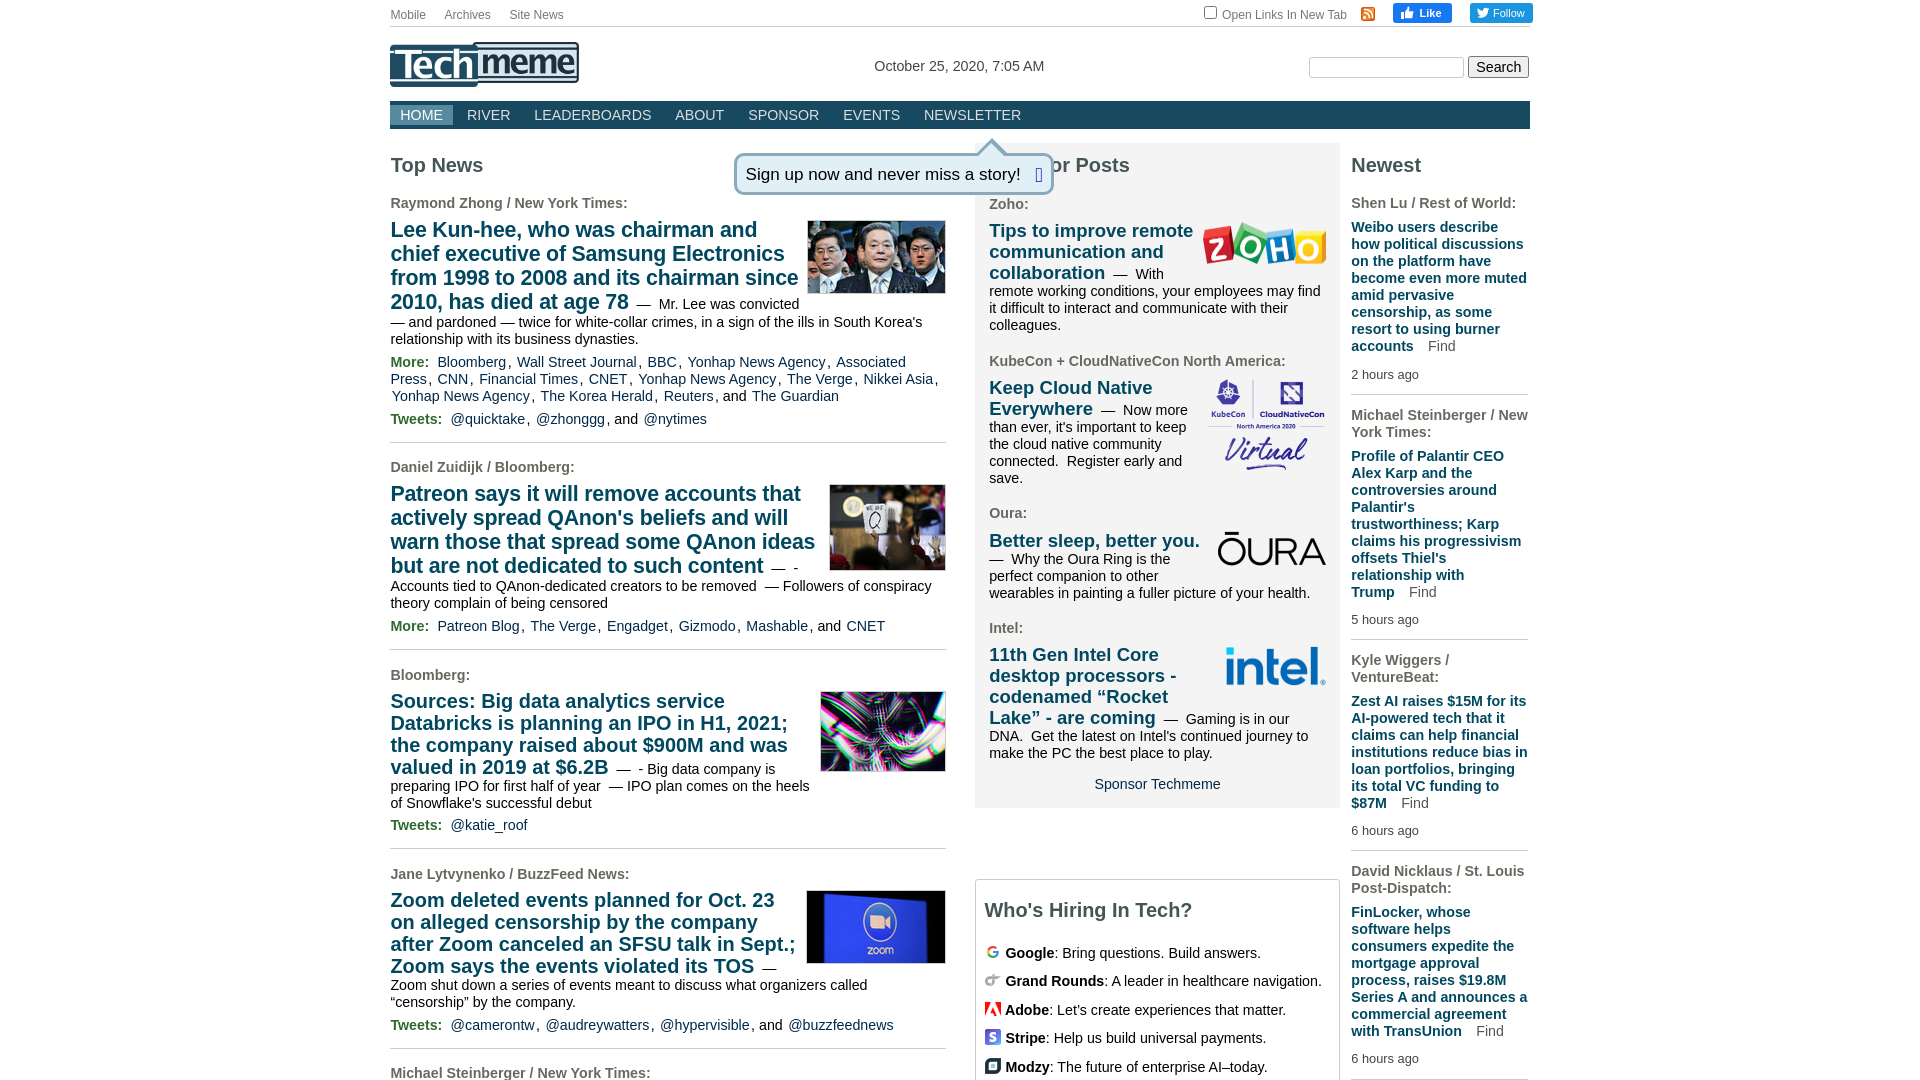 Mobile Archives Site News
Open Links In New Tab
Like
Follow
Techmeme
October 25, 2020, 7:05 AM
Search
HOME RIVER LEADERBOARDS ABOUT SPONSOR EVENTS NEWSLETTER
Sign up now and never miss a story!
Top News
Raymond Zhong / New York Times:
Lee Kun-hee, who was chairman and
chief executive of Samsung Electronics
from 1998 to 2008 and its chairman since
2010, has died at age 78 — Mr. Lee was convicted
— and pardoned — twice for white-collar crimes, in a sign of the ills in South Korea's
relationship with its business dynasties.
More: Bloomberg, Wall Street Journal, BBC, Yonhap News Agency, Associated
Press, CNN, Financial Times, CNET, Yonhap News Agency, The Verge, Nikkei Asia,
Yonhap News Agency, The Korea Herald, Reuters, and The Guardian
Tweets: @quicktake, @zhonggg, and @nytimes
Daniel Zuidijk / Bloomberg:
Patreon says it will remove accounts that
actively spread QAnon's beliefs and will
warn those that spread some QAnon ideas
but are not dedicated to such content — -
Accounts tied to QAnon-dedicated creators to be removed — Followers of conspiracy
theory complain of being censored
More: Patreon Blog, The Verge, Engadget, Gizmodo, Mashable, and CNET
Bloomberg:
Sources: Big data analytics service
Databricks is planning an IPO in H1, 2021;
the company raised about $900M and was
valued in 2019 at $6.2B — - Big data company is
preparing IPO for first half of year — IPO plan comes on the heels
of Snowflake's successful debut
Tweets: @katie_roof
Jane Lytvynenko / BuzzFeed News:
Zoom deleted events planned for Oct. 23
on alleged censorship by the company
after Zoom canceled an SFSU talk in Sept.;
Zoom says the events violated its TOS —
Zoom shut down a series of events meant to discuss what organizers called
“censorship” by the company.
Tweets: @camerontw, @audreywatters, @hypervisible, and @buzzfeednews
zoom
Michael Steinberger / New York Times:
or Posts
Zoho:
Tips to improve remote
communication and
collaboration — With
remote working conditions, your employees may find
it difficult to interact and communicate with their
colleagues.
ZOHO
KubeCon + CloudNativeCon North America:
Keep Cloud Native
Everywhere — Now more
than ever, it's important to keep
the cloud native community
connected. Register early and
save.
KubeCon CloudNativeCon
North America 2020
Virtual
Oura:
Better sleep, better you.
— Why the Oura Ring is the
perfect companion to other
wearables in painting a fuller picture of your health.
ŌURA
Intel:
11th Gen Intel Core
desktop processors -
codenamed “Rocket
Lake” - are coming — Gaming is in our
DNA. Get the latest on Intel's continued journey to
make the PC the best place to play.
intel
Sponsor Techmeme
Who's Hiring In Tech?
Google: Bring questions. Build answers.
Grand Rounds: A leader in healthcare navigation.
Adobe: Let's create experiences that matter.
Stripe: Help us build universal payments.
Modzy: The future of enterprise AI–today.
Newest
Shen Lu / Rest of World:
Weibo users describe
how political discussions
on the platform have
become even more muted
amid pervasive
censorship, as some
resort to using burner
accounts Find
2 hours ago
Michael Steinberger / New
York Times:
Profile of Palantir CEO
Alex Karp and the
controversies around
Palantir's
trustworthiness; Karp
claims his progressivism
offsets Thiel's
relationship with
Trump Find
5 hours ago
Kyle Wiggers /
VentureBeat:
Zest AI raises $15M for its
AI-powered tech that it
claims can help financial
institutions reduce bias in
loan portfolios, bringing
its total VC funding to
$87M Find
6 hours ago
David Nicklaus / St. Louis
Post-Dispatch:
FinLocker, whose
software helps
consumers expedite the
mortgage approval
process, raises $19.8M
Series A and announces a
commercial agreement
with TransUnion Find
6 hours ago